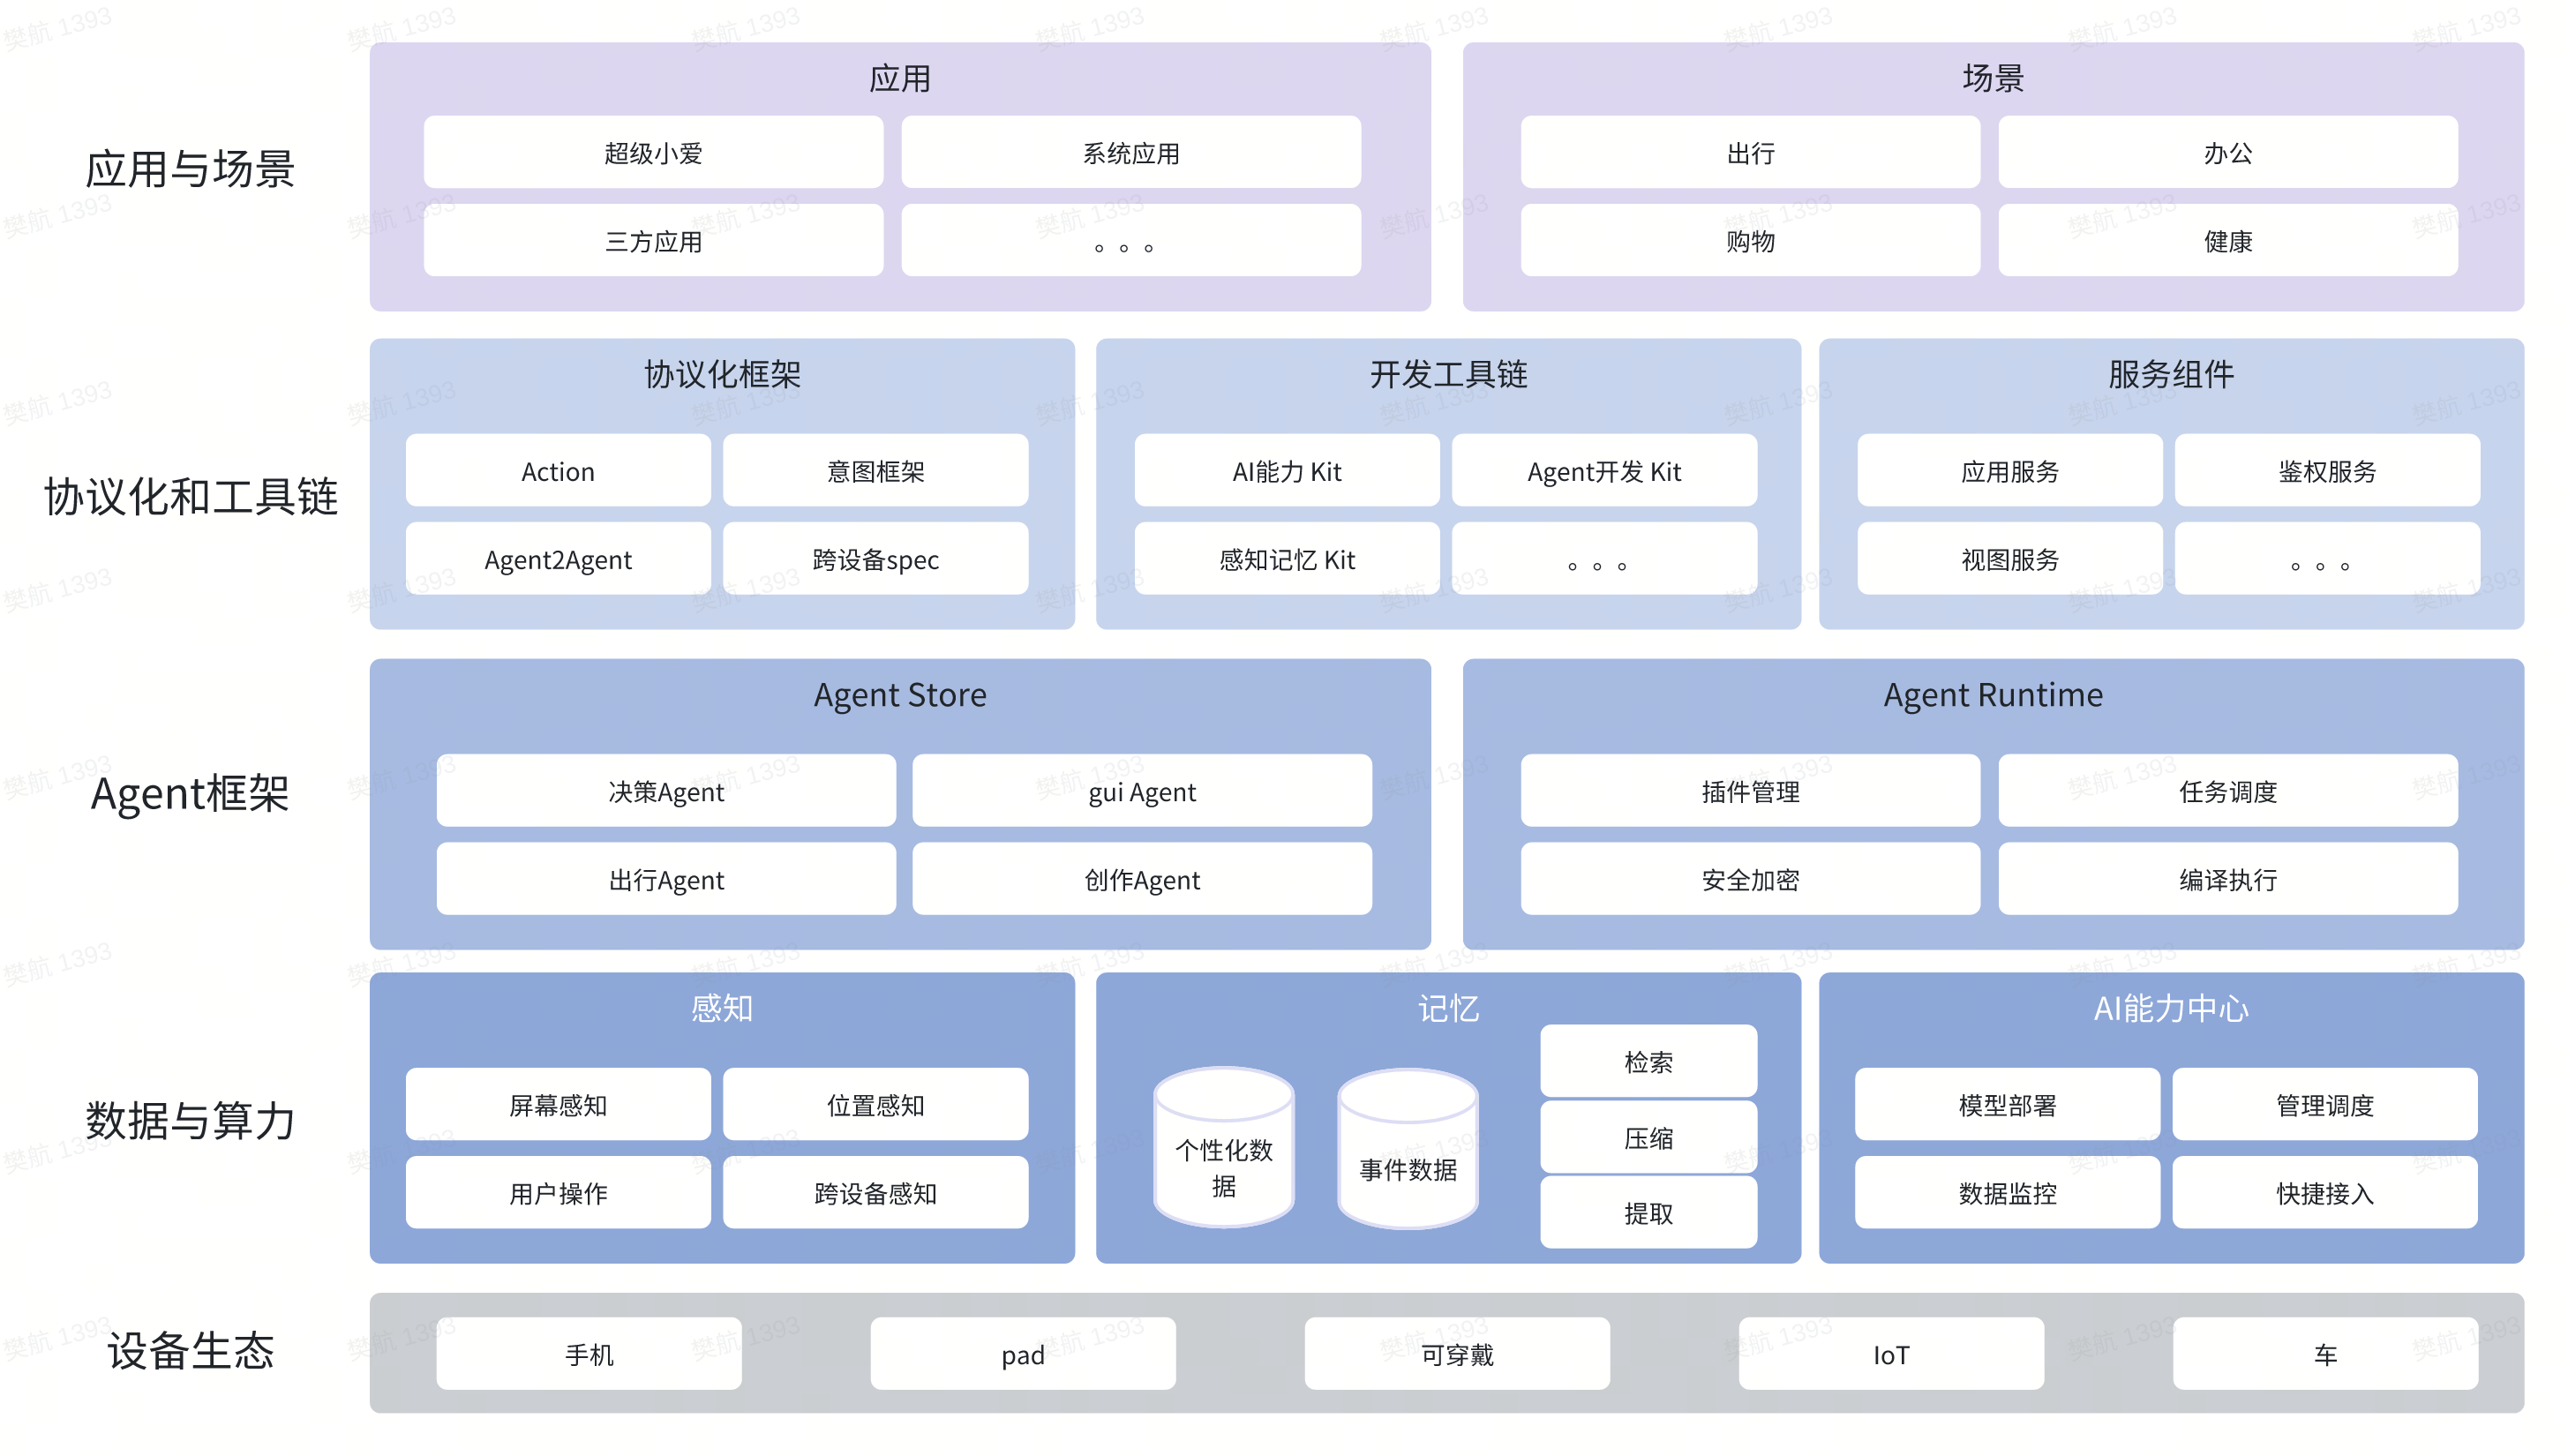 应用与场景
应用
超级小爱
系统应用
三方应用
。。。
场景
出行
办公
购物
健康
协议化和工具链
协议化框架
Action
意图框架
Agent2Agent
跨设备spec
开发工具链
AI能力 Kit
Agent开发 Kit
感知记忆 Kit
。。。
服务组件
应用服务
鉴权服务
视图服务
。。。
Agent框架
Agent Store
决策Agent
gui Agent
出行Agent
创作Agent
Agent Runtime
插件管理
任务调度
安全加密
编译执行
数据与算力
感知
屏幕感知
位置感知
用户操作
跨设备感知
记忆
个性化数
据
事件数据
检索
压缩
提取
AI能力中心
模型部署
管理调度
数据监控
快捷接入
设备生态
手机
pad
可穿戴
IoT
车
樊航 1393